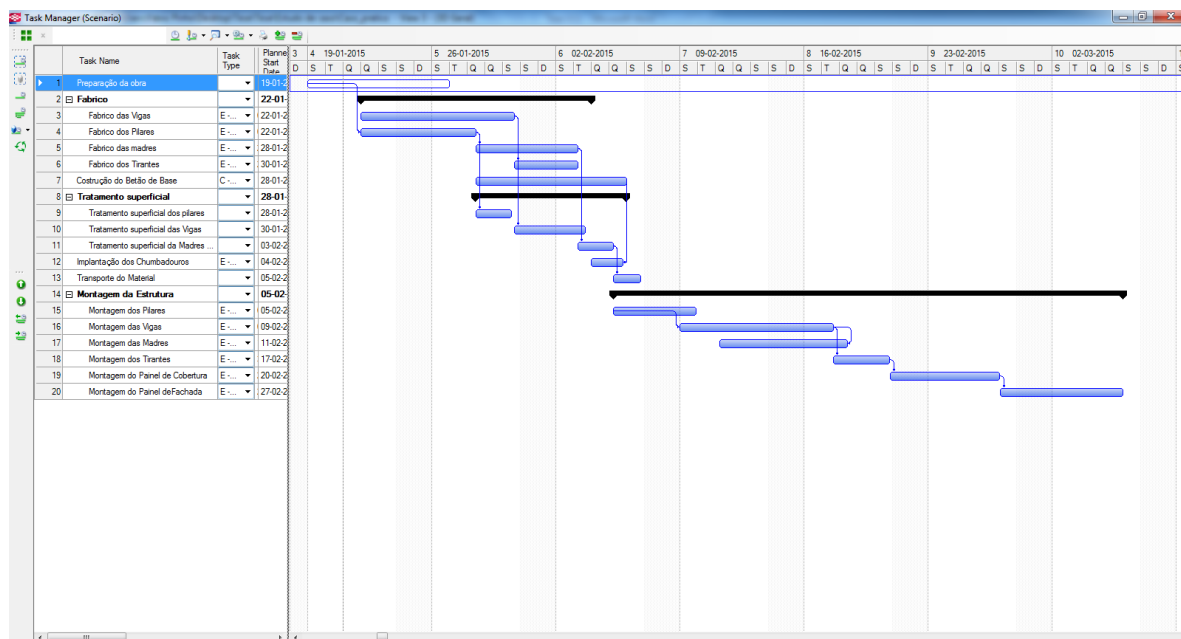 Task Manager (Scenario)
Task Name Task Type Planne Start Date
3 4 19-01-2015 5 26-01-2015 6 02-02-2015 7 09-02-2015 8 16-02-2015 9 23-02-2015 10 02-03-2015
D S T Q Q S S D S T Q Q S S D S T Q Q S S D S T Q Q S S D S T Q Q S S D S T Q Q S S D S T Q Q S S D S
1 Preparação da obra 19-01-2
2 Fabrico 22-01-
3 Fabrico das Vigas E -... 22-01-2
4 Fabrico dos Pilares E -... 22-01-2
5 Fabrico das madres E -... 28-01-2
6 Fabrico dos Tirantes E -... 30-01-2
7 Costrução do Betão de Base C -... 28-01-2
8 Tratamento superficial 28-01-
9 Tratamento superficial dos pilares 28-01-2
10 Tratamento superficial das Vigas 30-01-2
11 Tratamento superficial da Madres ... 03-02-2
12 Implantação dos Chumbadouros E -... 04-02-2
13 Transporte do Material 05-02-2
14 Montagem da Estrutura 05-02-
15 Montagem dos Pilares E -... 05-02-2
16 Montagem das Vigas E -... 09-02-2
17 Montagem das Madres E -... 11-02-2
18 Montagem dos Tirantes E -... 17-02-2
19 Montagem do Painel de Cobertura E -... 20-02-2
20 Montagem do Painel deFachada E -... 27-02-2